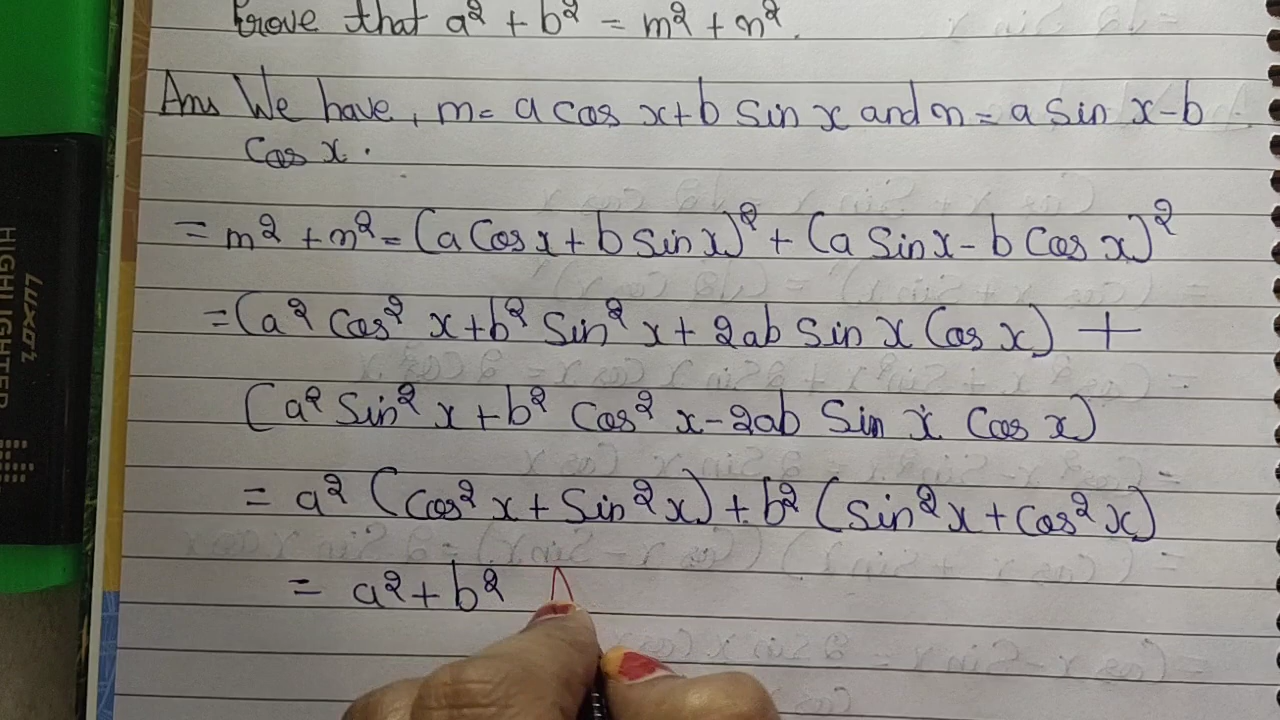 Prove that a² + b² = m² + n².
Ans We have, m = a cos x + b sin x and n = a sin x - b
Cos x.
= m² + n² = (a Cos x + b sin x)² + (a Sin x - b Cos x)²
= (a² Cos² x + b² Sin² x + 2ab Sin x Cos x) +
(a² Sin² x + b² Cos² x - 2ab Sin x Cos x)
= a² (Cos² x + Sin² x) + b² (Sin² x + Cos² x)
= a² + b²
HIGHLIGHTER
LUXOR